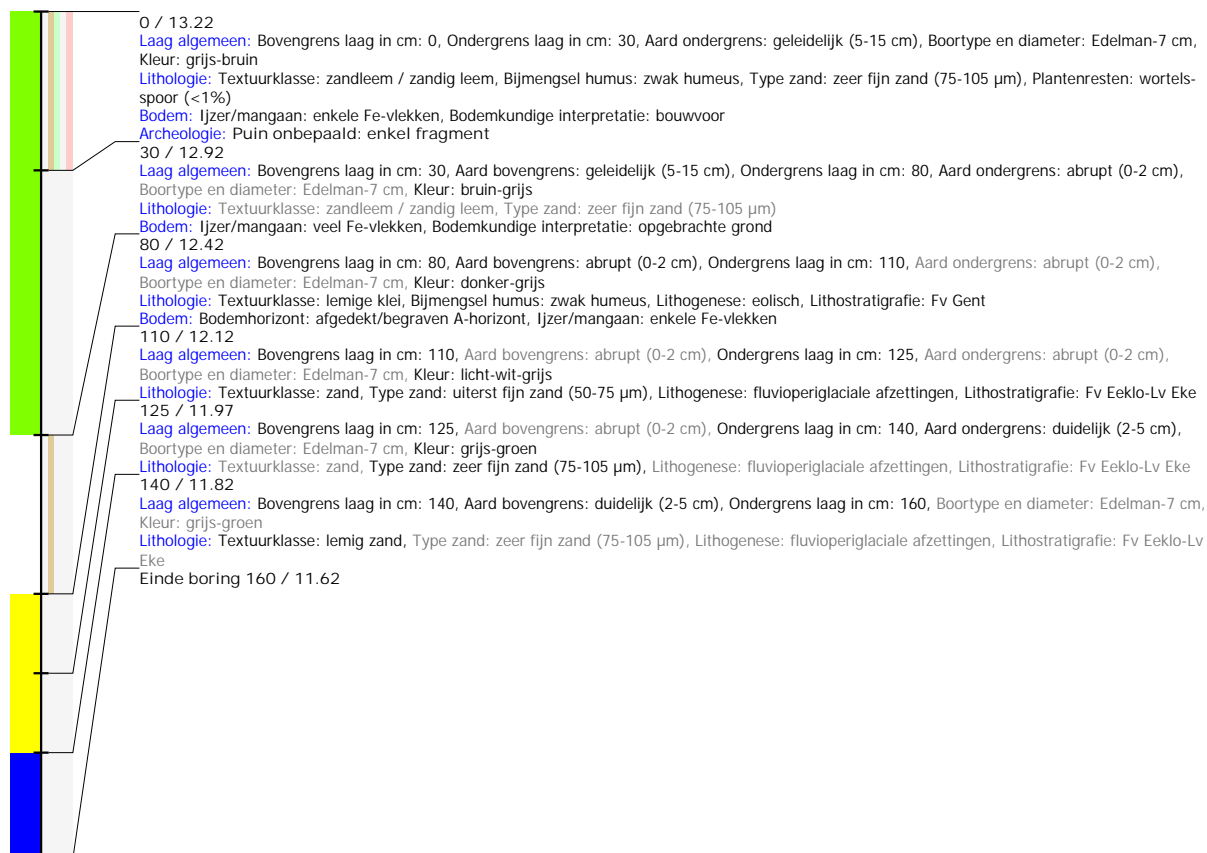 0 / 13.22
Laag algemeen: Bovengrens laag in cm: 0, Ondergrens laag in cm: 30, Aard ondergrens: geleidelijk (5-15 cm), Boortype en diameter: Edelman-7 cm,
Kleur: grijs-bruin
Lithologie: Textuurklasse: zandleem / zandig leem, Bijmengsel humus: zwak humeus, Type zand: zeer fijn zand (75-105 µm), Plantenresten: wortels-
spoor (<1%)
Bodem: Ijzer/mangaan: enkele Fe-vlekken, Bodemkundige interpretatie: bouwvoor
Archeologie: Puin onbepaald: enkel fragment
30 / 12.92
Laag algemeen: Bovengrens laag in cm: 30, Aard bovengrens: geleidelijk (5-15 cm), Ondergrens laag in cm: 80, Aard ondergrens: abrupt (0-2 cm),
Boortype en diameter: Edelman-7 cm, Kleur: bruin-grijs
Lithologie: Textuurklasse: zandleem / zandig leem, Type zand: zeer fijn zand (75-105 µm)
Bodem: Ijzer/mangaan: veel Fe-vlekken, Bodemkundige interpretatie: opgebrachte grond
80 / 12.42
Laag algemeen: Bovengrens laag in cm: 80, Aard bovengrens: abrupt (0-2 cm), Ondergrens laag in cm: 110, Aard ondergrens: abrupt (0-2 cm),
Boortype en diameter: Edelman-7 cm, Kleur: donker-grijs
Lithologie: Textuurklasse: lemige klei, Bijmengsel humus: zwak humeus, Lithogenese: eolisch, Lithostratigrafie: Fv Gent
Bodem: Bodemhorizont: afgedekt/begraven A-horizont, Ijzer/mangaan: enkele Fe-vlekken
110 / 12.12
Laag algemeen: Bovengrens laag in cm: 110, Aard bovengrens: abrupt (0-2 cm), Ondergrens laag in cm: 125, Aard ondergrens: abrupt (0-2 cm),
Boortype en diameter: Edelman-7 cm, Kleur: licht-wit-grijs
Lithologie: Textuurklasse: zand, Type zand: uiterst fijn zand (50-75 µm), Lithogenese: fluvioperiglaciale afzettingen, Lithostratigrafie: Fv Eeklo-Lv Eke
125 / 11.97
Laag algemeen: Bovengrens laag in cm: 125, Aard bovengrens: abrupt (0-2 cm), Ondergrens laag in cm: 140, Aard ondergrens: duidelijk (2-5 cm),
Boortype en diameter: Edelman-7 cm, Kleur: grijs-groen
Lithologie: Textuurklasse: zand, Type zand: zeer fijn zand (75-105 µm), Lithogenese: fluvioperiglaciale afzettingen, Lithostratigrafie: Fv Eeklo-Lv Eke
140 / 11.82
Laag algemeen: Bovengrens laag in cm: 140, Aard bovengrens: duidelijk (2-5 cm), Ondergrens laag in cm: 160, Boortype en diameter: Edelman-7 cm,
Kleur: grijs-groen
Lithologie: Textuurklasse: lemig zand, Type zand: zeer fijn zand (75-105 µm), Lithogenese: fluvioperiglaciale afzettingen, Lithostratigrafie: Fv Eeklo-Lv
Eke
Einde boring 160 / 11.62